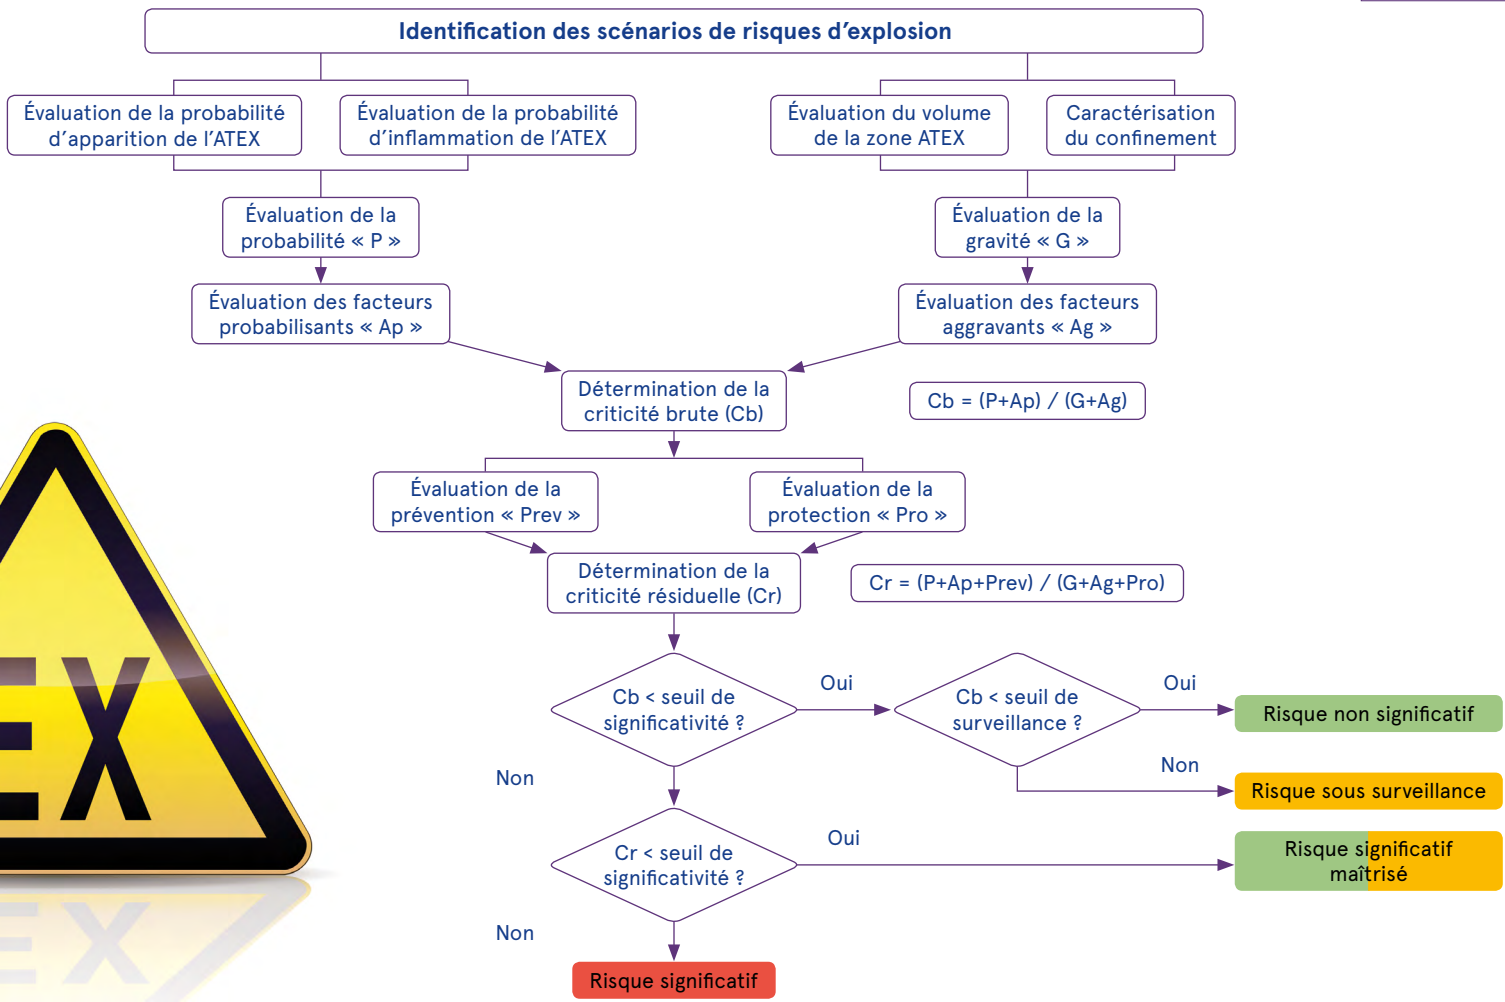 Identification des scénarios de risques d’explosion
Évaluation de la probabilité
d’apparition de l’ATEX
Évaluation de la probabilité
d’inflammation de l’ATEX
Évaluation du volume
de la zone ATEX
Caractérisation
du confinement
Évaluation de la
probabilité « P »
Évaluation de la
gravité « G »
Évaluation des facteurs
probabilisants « Ap »
Évaluation des facteurs
aggravants « Ag »
Détermination de la
criticité brute (Cb)
Cb = (P+Ap) / (G+Ag)
Évaluation de la
prévention « Prev »
Évaluation de la
protection « Pro »
Détermination de la
criticité résiduelle (Cr)
Cr = (P+Ap+Prev) / (G+Ag+Pro)
Cb < seuil de
significativité ?
Oui
Cb < seuil de
surveillance ?
Oui
Risque non significatif
Non
Risque sous surveillance
Non
Cr < seuil de
significativité ?
Oui
Risque significatif
maîtrisé
Non
Risque significatif
EX